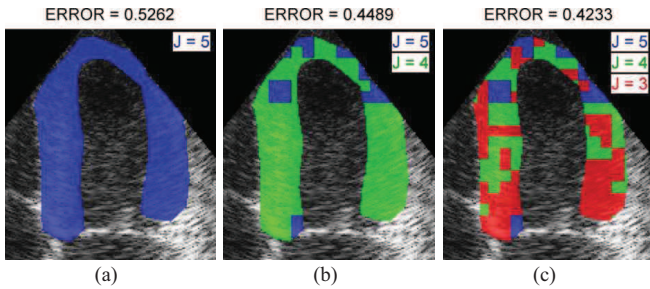 ERROR = 0.5262
J = 5
(a)
ERROR = 0.4489
J = 5
J = 4
(b)
ERROR = 0.4233
J = 5
J = 4
J = 3
(c)